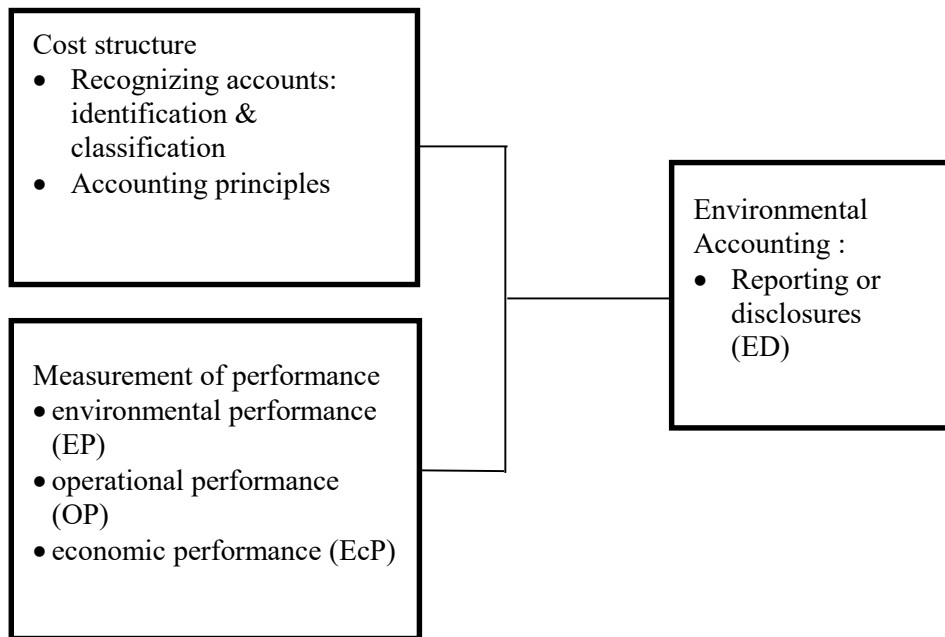 Cost structure
• Recognizing accounts:
identification &
classification
• Accounting principles
Measurement of performance
• environmental performance
(EP)
• operational performance
(OP)
• economic performance (EcP)
Environmental
Accounting :
• Reporting or
disclosures
(ED)